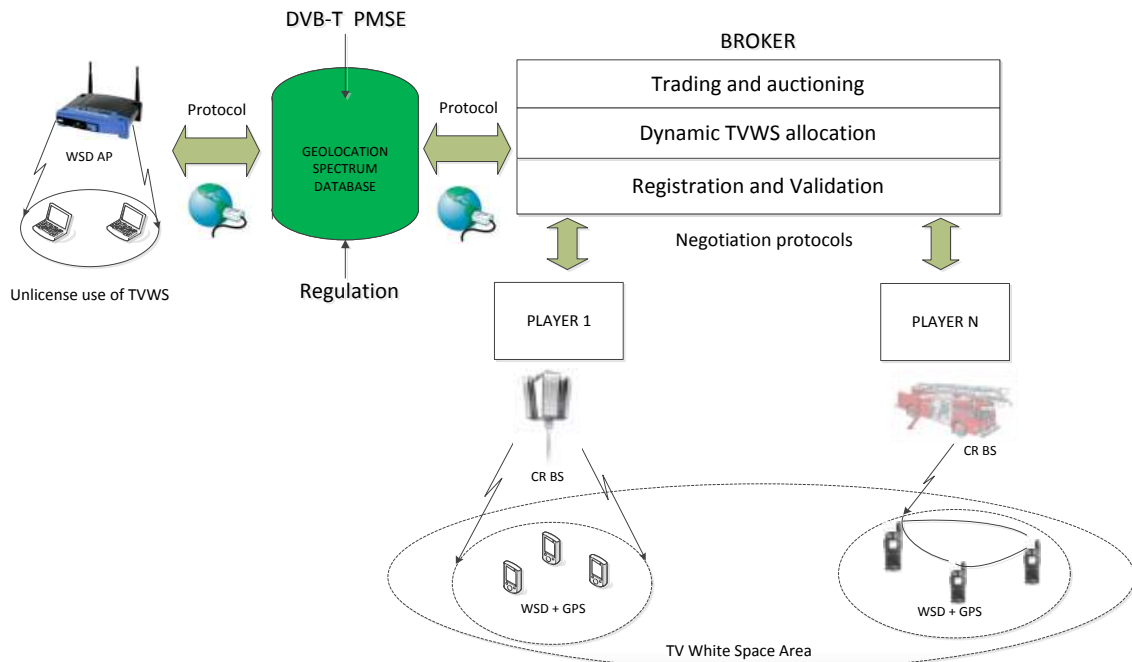 DVB-T PMSE
BROKER
Trading and auctioning
Dynamic TVWS allocation
Registration and Validation
Protocol
Protocol
WSD AP
GEOLOCATION
SPECTRUM
DATABASE
Negotiation protocols
Unlicense use of TVWS
Regulation
PLAYER 1
PLAYER N
CR BS
CR BS
WSD + GPS
WSD + GPS
TV White Space Area